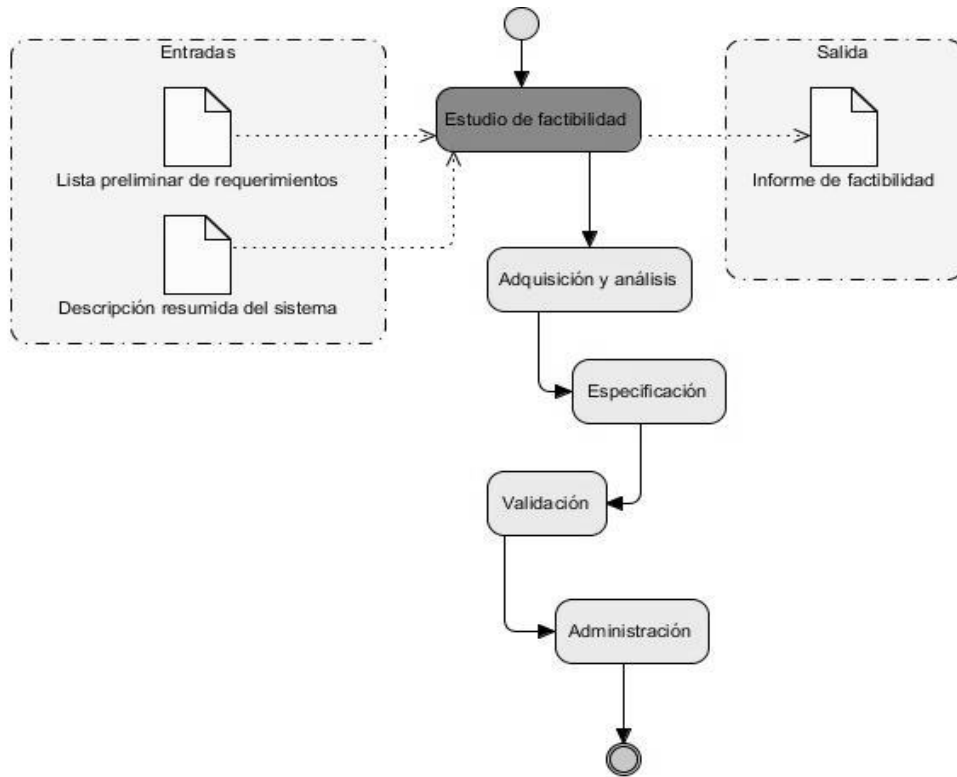 Entradas
Lista preliminar de requerimientos
Descripción resumida del sistema
Estudio de factibilidad
Salida
Informe de factibilidad
Adquisición y análisis
Especificación
Validación
Administración